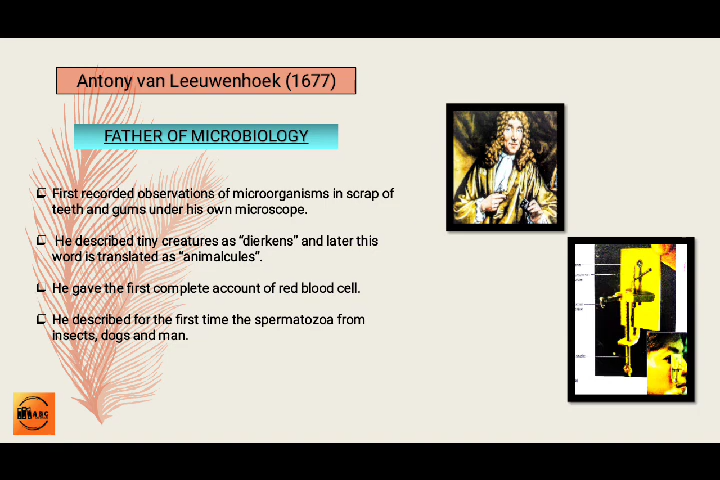 Antony van Leeuwenhoek (1677)
FATHER OF MICROBIOLOGY
First recorded observations of microorganisms in scrap of
teeth and gums under his own microscope.
He described tiny creatures as “dierkens” and later this
word is translated as “animalcules”.
He gave the first complete account of red blood cell.
He described for the first time the spermatozoa from
insects, dogs and man.